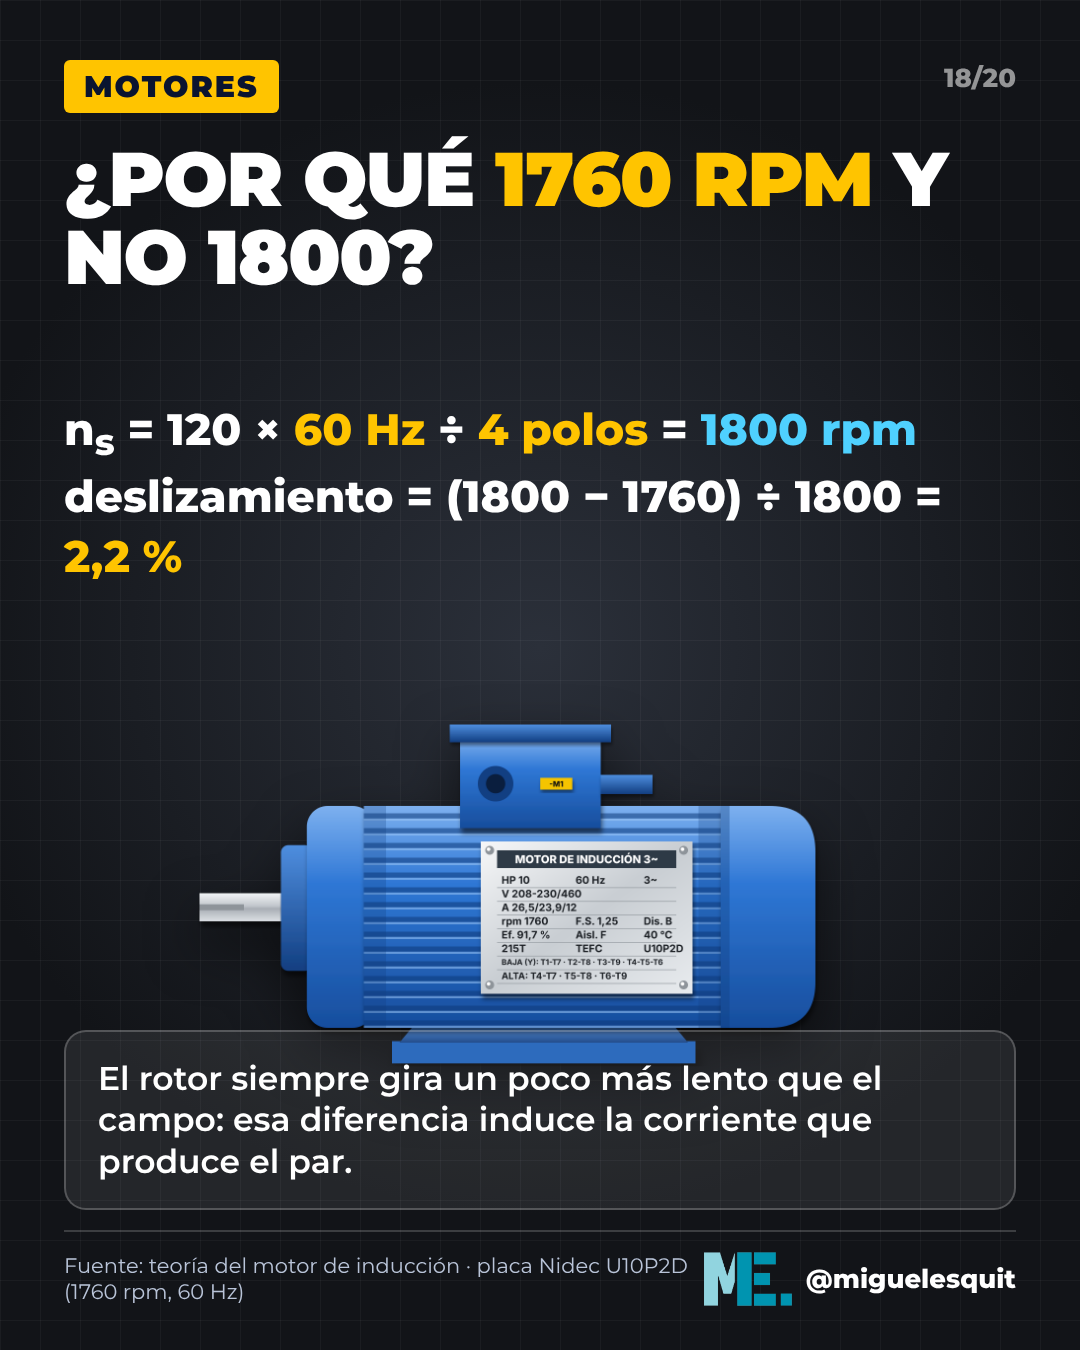 MOTORES
18/20
¿POR QUÉ 1760 RPM Y
NO 1800?
nₛ = 120 × 60 Hz ÷ 4 polos = 1800 rpm
deslizamiento = (1800 − 1760) ÷ 1800 =
2,2 %
-M1
MOTOR DE INDUCCIÓN 3~
HP 10 60 Hz 3~
V 208-230/460
A 26,5/23,9/12
rpm 1760 F.S. 1,25 Dis. B
Ef. 91,7 % Aisl. F 40 °C
215T TEFC U10P2D
BAJA (Y): T1-T7 · T2-T8 · T3-T9 · T4-T5-T6
ALTA: T4-T7 · T5-T8 · T6-T9
El rotor siempre gira un poco más lento que el
campo: esa diferencia induce la corriente que
produce el par.
Fuente: teoría del motor de inducción · placa Nidec U10P2D
(1760 rpm, 60 Hz)
ME.
@miguelesquit